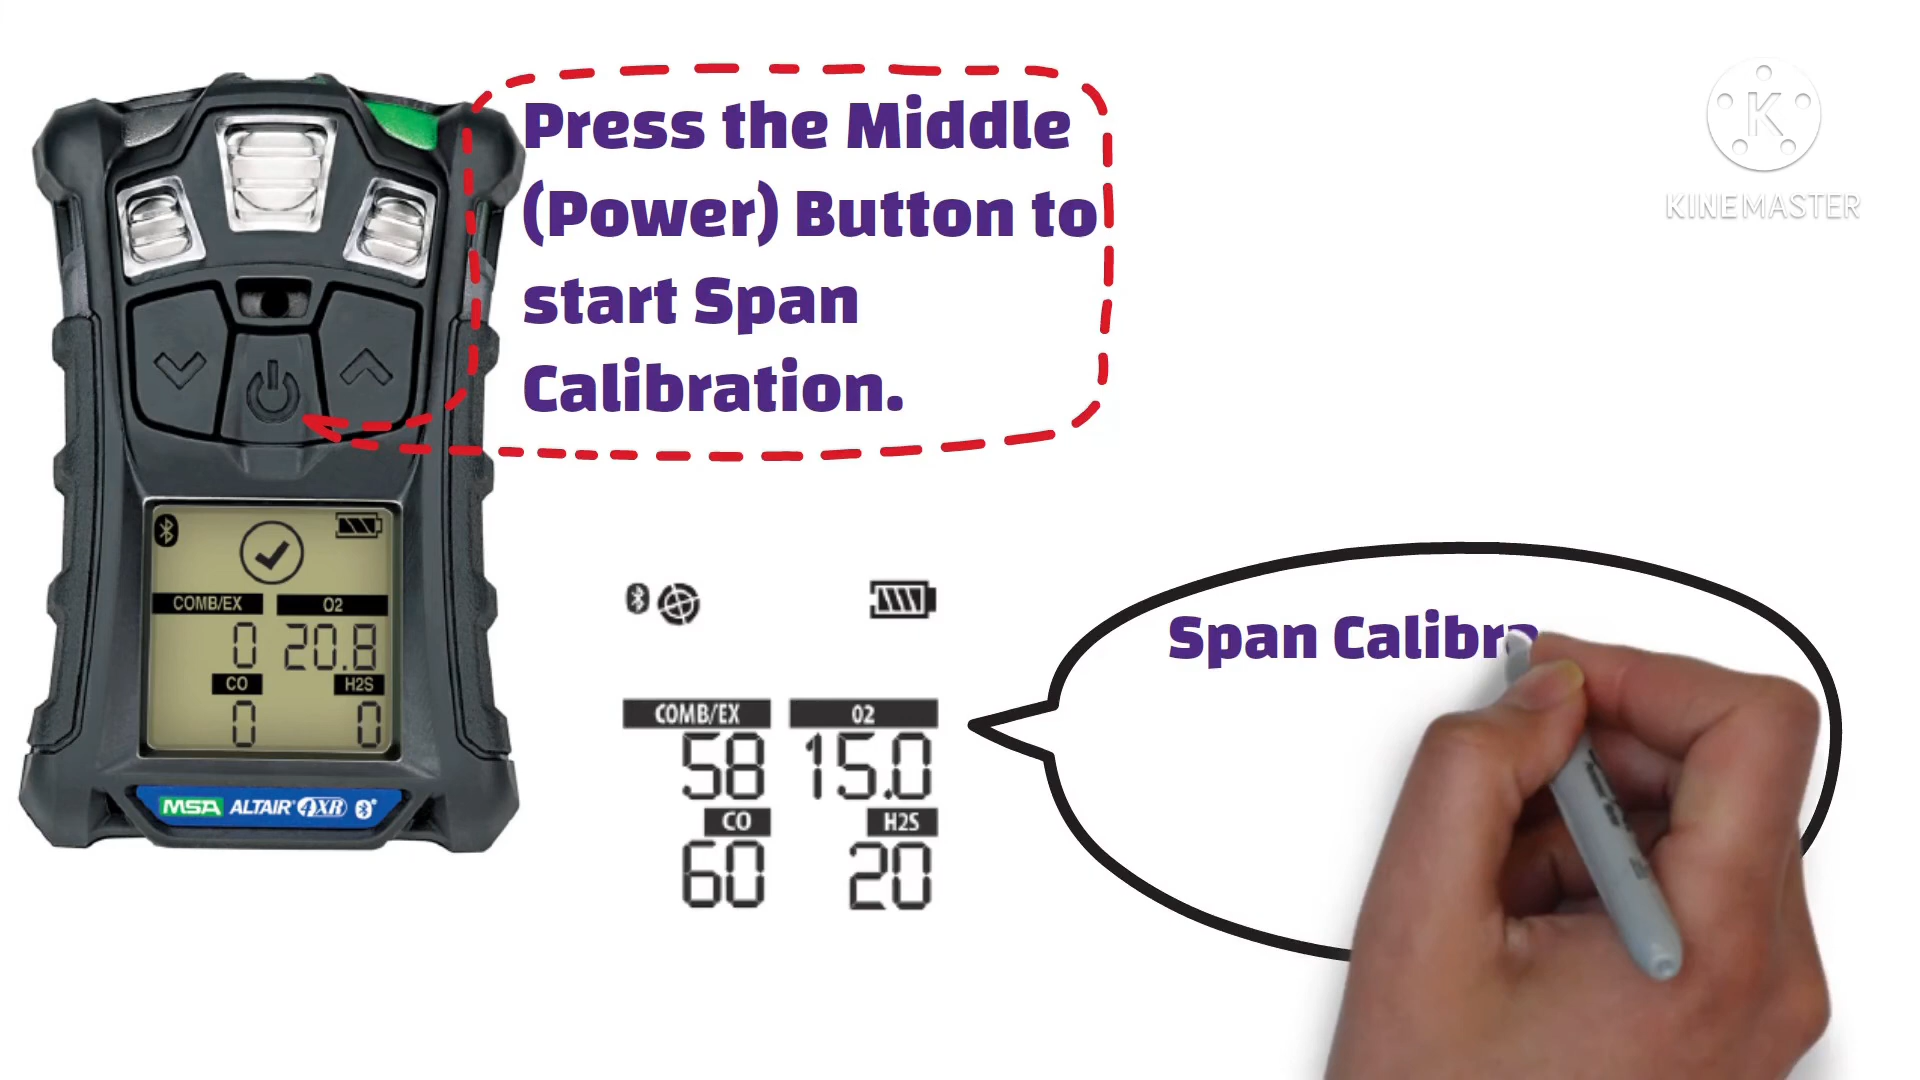 Press the Middle
(Power) Button to
start Span
Calibration.
KINEMASTER
COMB/EX O2
0 20.8
CO H2S
0 0
MSA ALTAIR 4XR
COMB/EX O2
58 15.0
CO H2S
60 20
Span Calibra